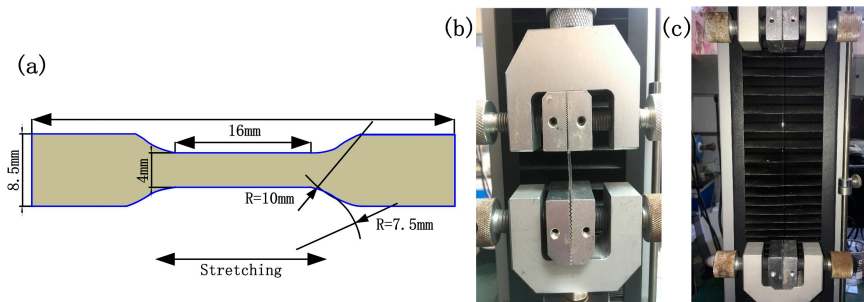 (a)
16mm
8.5mm
4mm
R=10mm
R=7.5mm
Stretching
(b)
(c)